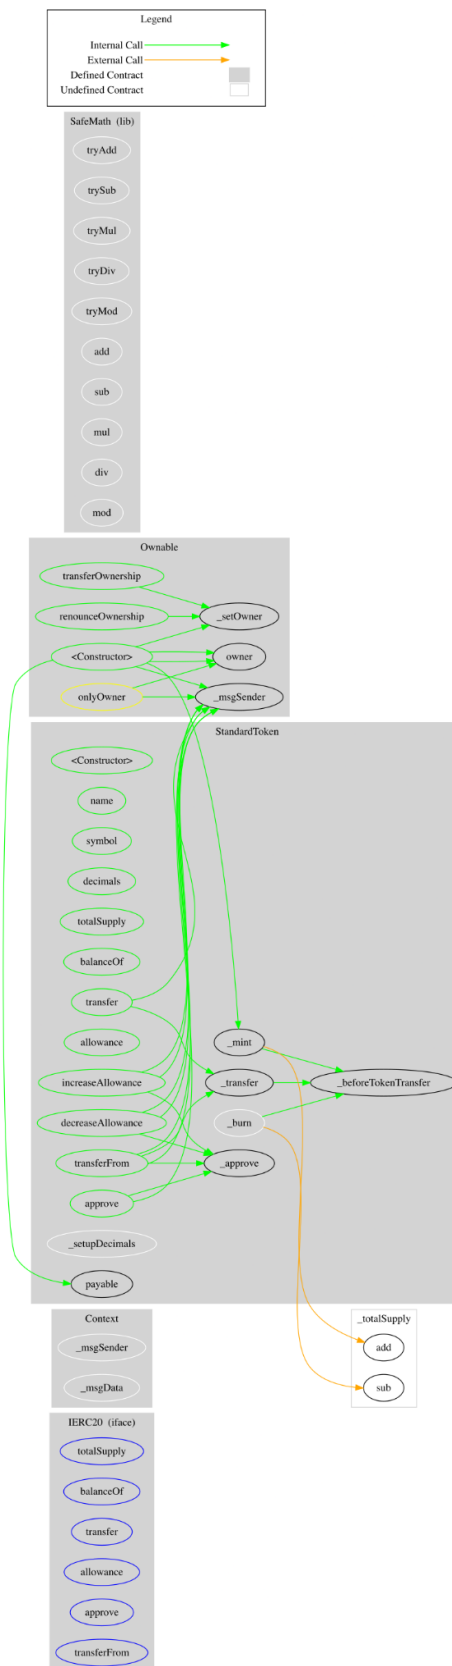 Legend
Internal Call
External Call
Defined Contract
Undefined Contract
SafeMath (lib)
tryAdd
trySub
tryMul
tryDiv
tryMod
add
sub
mul
div
mod
Ownable
transferOwnership
renounceOwnership
_setOwner
<Constructor>
owner
onlyOwner
_msgSender
StandardToken
<Constructor>
name
symbol
decimals
totalSupply
balanceOf
transfer
allowance
_mint
increaseAllowance
_transfer
_beforeTokenTransfer
decreaseAllowance
_burn
transferFrom
_approve
approve
_setupDecimals
payable
Context
_msgSender
_msgData
_totalSupply
add
sub
IERC20 (iface)
totalSupply
balanceOf
transfer
allowance
approve
transferFrom